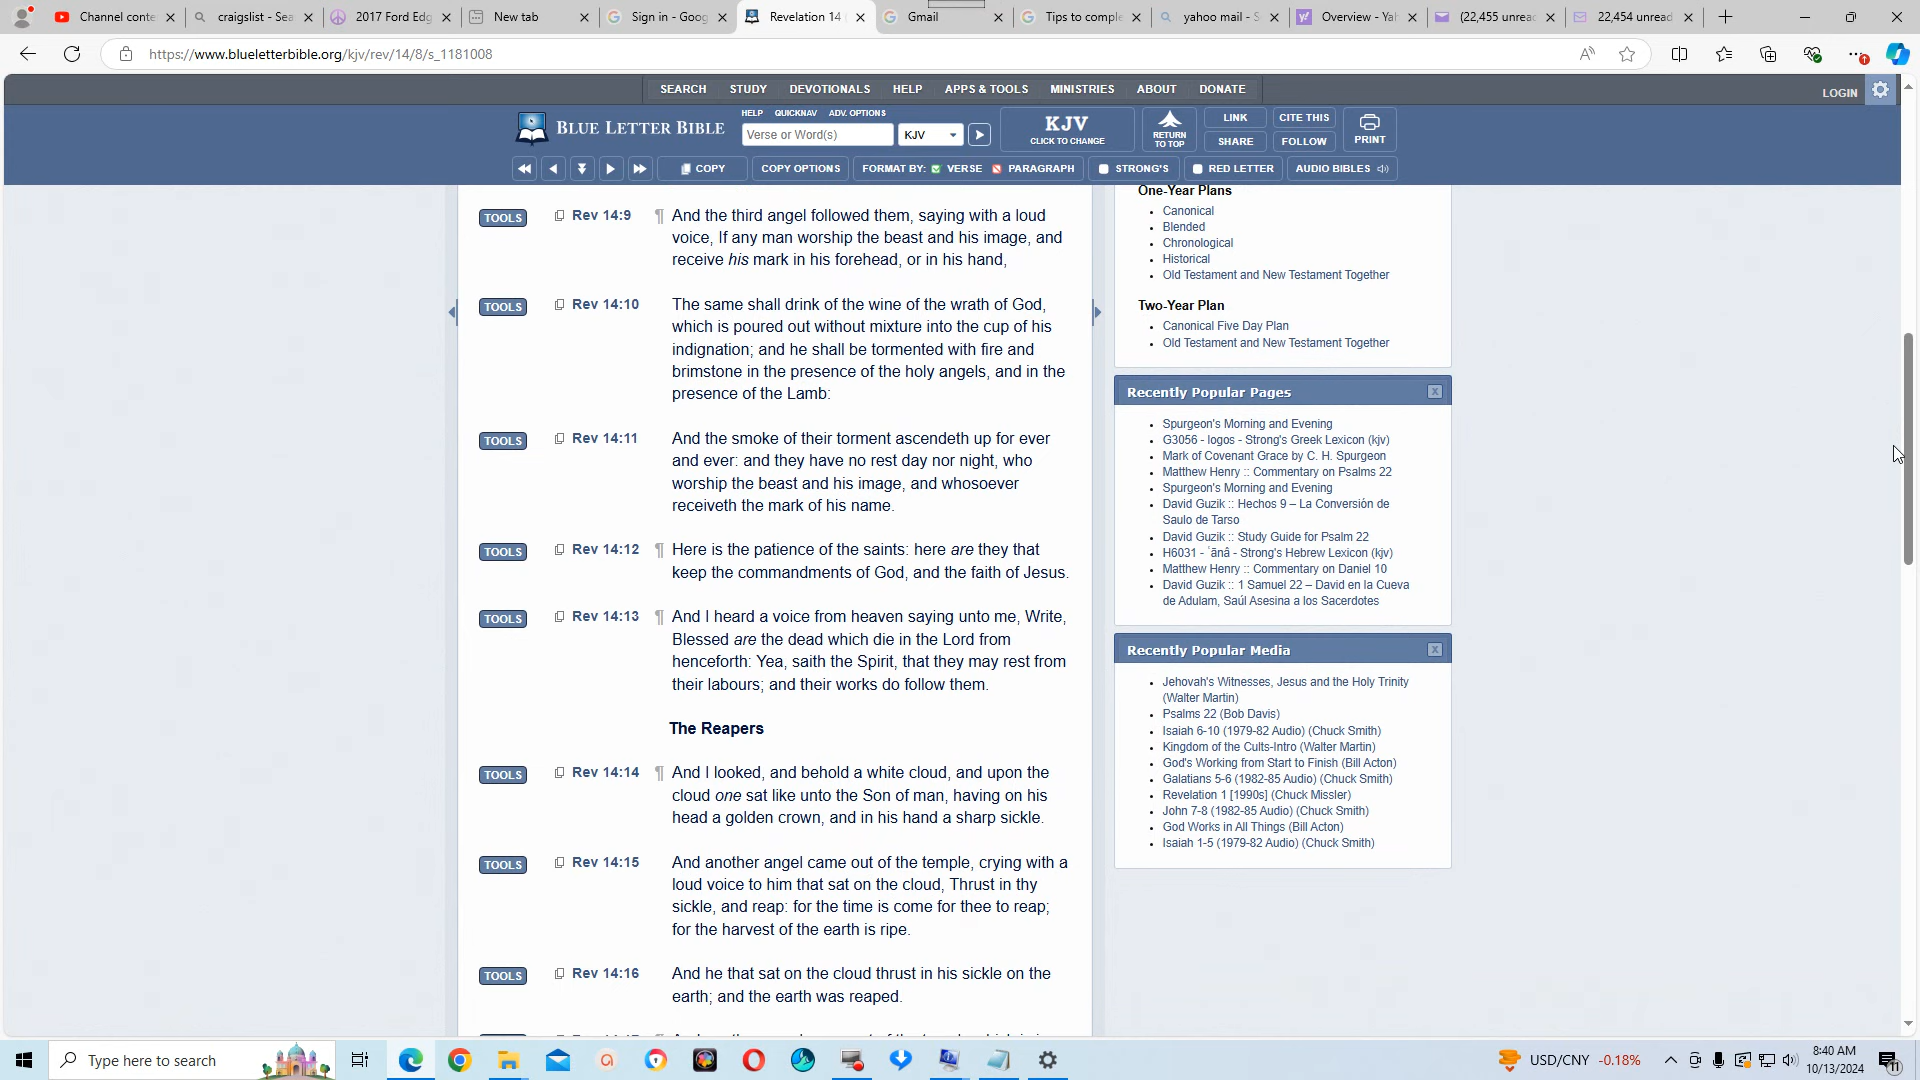 Channel conte
craigslist - Sea
2017 Ford Edg
New tab
Sign in - Goog
Revelation 14
Gmail
Tips to comple
yahoo mail - S
Overview - Yah
(22,455 unread
22,454 unread
https://www.blueletterbible.org/kjv/rev/14/8/s_1181008
SEARCH STUDY DEVOTIONALS HELP APPS & TOOLS MINISTRIES ABOUT DONATE
LOGIN
BLUE LETTER BIBLE
HELP QUICKNAV ADV. OPTIONS
Verse or Word(s)
KJV
KJV
CLICK TO CHANGE
RETURN
TO TOP
LINK
CITE THIS
SHARE
FOLLOW
PRINT
COPY
COPY OPTIONS
FORMAT BY: VERSE PARAGRAPH
STRONG'S
RED LETTER
AUDIO BIBLES
TOOLS Rev 14:9 ¶ And the third angel followed them, saying with a loud
voice, If any man worship the beast and his image, and
receive his mark in his forehead, or in his hand,
TOOLS Rev 14:10 The same shall drink of the wine of the wrath of God,
which is poured out without mixture into the cup of his
indignation; and he shall be tormented with fire and
brimstone in the presence of the holy angels, and in the
presence of the Lamb:
TOOLS Rev 14:11 And the smoke of their torment ascendeth up for ever
and ever: and they have no rest day nor night, who
worship the beast and his image, and whosoever
receiveth the mark of his name.
TOOLS Rev 14:12 ¶ Here is the patience of the saints: here are they that
keep the commandments of God, and the faith of Jesus.
TOOLS Rev 14:13 ¶ And I heard a voice from heaven saying unto me, Write,
Blessed are the dead which die in the Lord from
henceforth: Yea, saith the Spirit, that they may rest from
their labours; and their works do follow them.
The Reapers
TOOLS Rev 14:14 ¶ And I looked, and behold a white cloud, and upon the
cloud one sat like unto the Son of man, having on his
head a golden crown, and in his hand a sharp sickle.
TOOLS Rev 14:15 And another angel came out of the temple, crying with a
loud voice to him that sat on the cloud, Thrust in thy
sickle, and reap: for the time is come for thee to reap;
for the harvest of the earth is ripe.
TOOLS Rev 14:16 And he that sat on the cloud thrust in his sickle on the
earth; and the earth was reaped.
One-Year Plans
Canonical
Blended
Chronological
Historical
Old Testament and New Testament Together
Two-Year Plan
Canonical Five Day Plan
Old Testament and New Testament Together
Recently Popular Pages
x
Spurgeon's Morning and Evening
G3056 - logos - Strong's Greek Lexicon (kjv)
Mark of Covenant Grace by C. H. Spurgeon
Matthew Henry :: Commentary on Psalms 22
Spurgeon's Morning and Evening
David Guzik :: Hechos 9 – La Conversión de
Saulo de Tarso
David Guzik :: Study Guide for Psalm 22
H6031 - ʿānâ - Strong's Hebrew Lexicon (kjv)
Matthew Henry :: Commentary on Daniel 10
David Guzik :: 1 Samuel 22 – David en la Cueva
de Adulam, Saúl Asesina a los Sacerdotes
Recently Popular Media
x
Jehovah's Witnesses, Jesus and the Holy Trinity
(Walter Martin)
Psalms 22 (Bob Davis)
Isaiah 6-10 (1979-82 Audio) (Chuck Smith)
Kingdom of the Cults-Intro (Walter Martin)
God's Working from Start to Finish (Bill Acton)
Galatians 5-6 (1982-85 Audio) (Chuck Smith)
Revelation 1 [1990s] (Chuck Missler)
John 7-8 (1982-85 Audio) (Chuck Smith)
God Works in All Things (Bill Acton)
Isaiah 1-5 (1979-82 Audio) (Chuck Smith)
Type here to search
USD/CNY -0.18%
8:40 AM
10/13/2024
11